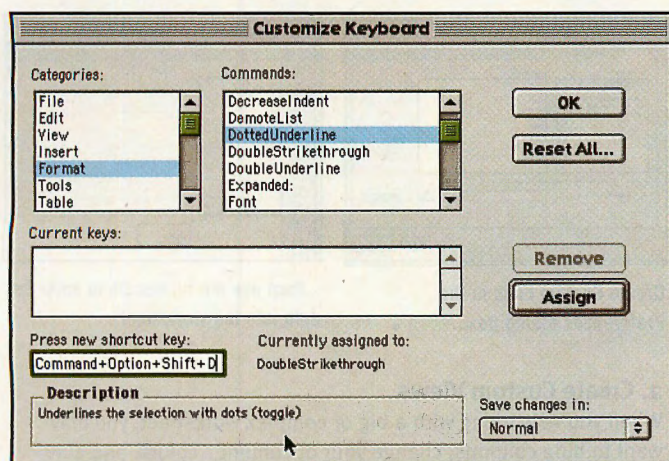 Customize Keyboard
Categories:
Commands:
File
Edit
View
Insert
Format
Tools
Table
DecreaseIndent
DemoteList
DottedUnderline
DoubleStrikethrough
DoubleUnderline
Expanded:
Font
OK
Reset All...
Current keys:
Remove
Assign
Press new shortcut key:
Currently assigned to:
Command+Option+Shift+D
DoubleStrikethrough
Description
Underlines the selection with dots (toggle)
Save changes in:
Normal